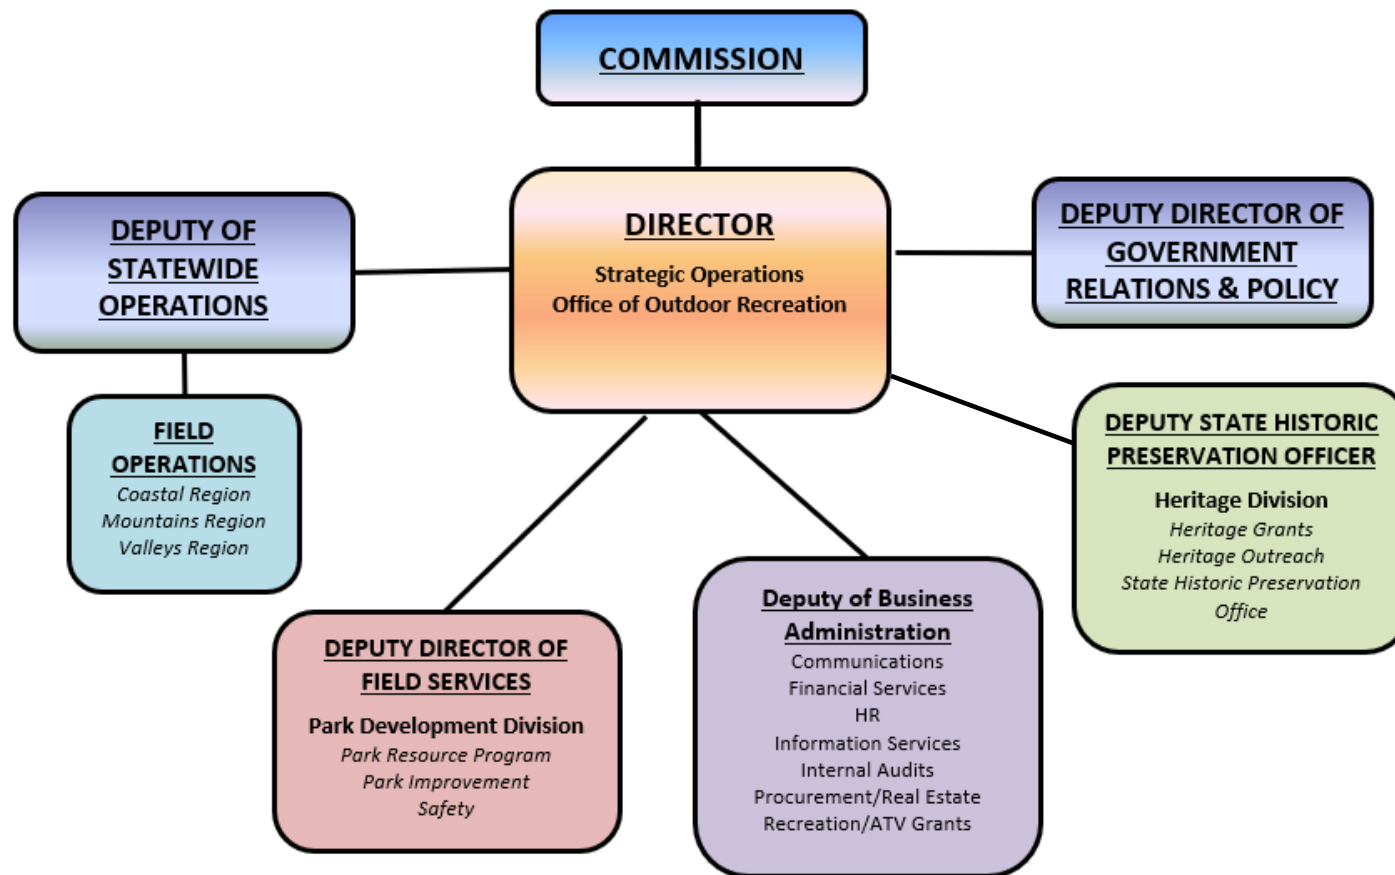 COMMISSION
DIRECTOR
Strategic Operations
Office of Outdoor Recreation
DEPUTY OF
STATEWIDE
OPERATIONS
DEPUTY DIRECTOR OF
GOVERNMENT
RELATIONS & POLICY
FIELD
OPERATIONS
Coastal Region
Mountains Region
Valleys Region
DEPUTY STATE HISTORIC
PRESERVATION OFFICER
Heritage Division
Heritage Grants
Heritage Outreach
State Historic Preservation
Office
DEPUTY DIRECTOR OF
FIELD SERVICES
Park Development Division
Park Resource Program
Park Improvement
Safety
Deputy of Business
Administration
Communications
Financial Services
HR
Information Services
Internal Audits
Procurement/Real Estate
Recreation/ATV Grants